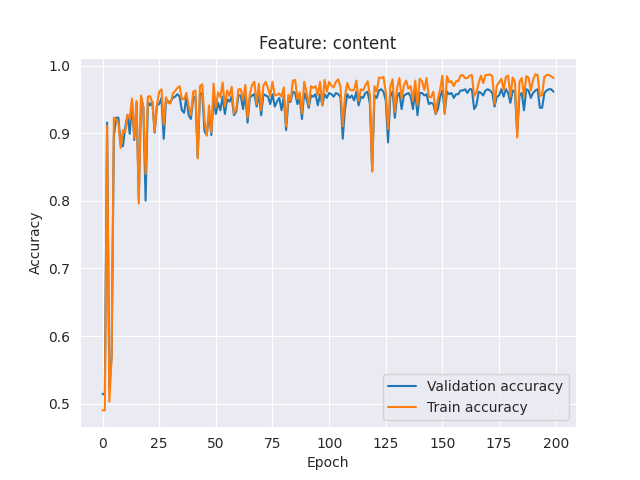 Feature: content
1.0
0.9
0.8
0.7
0.6
0.5
Accuracy
0 25 50 75 100 125 150 175 200
Epoch
Validation accuracy
Train accuracy